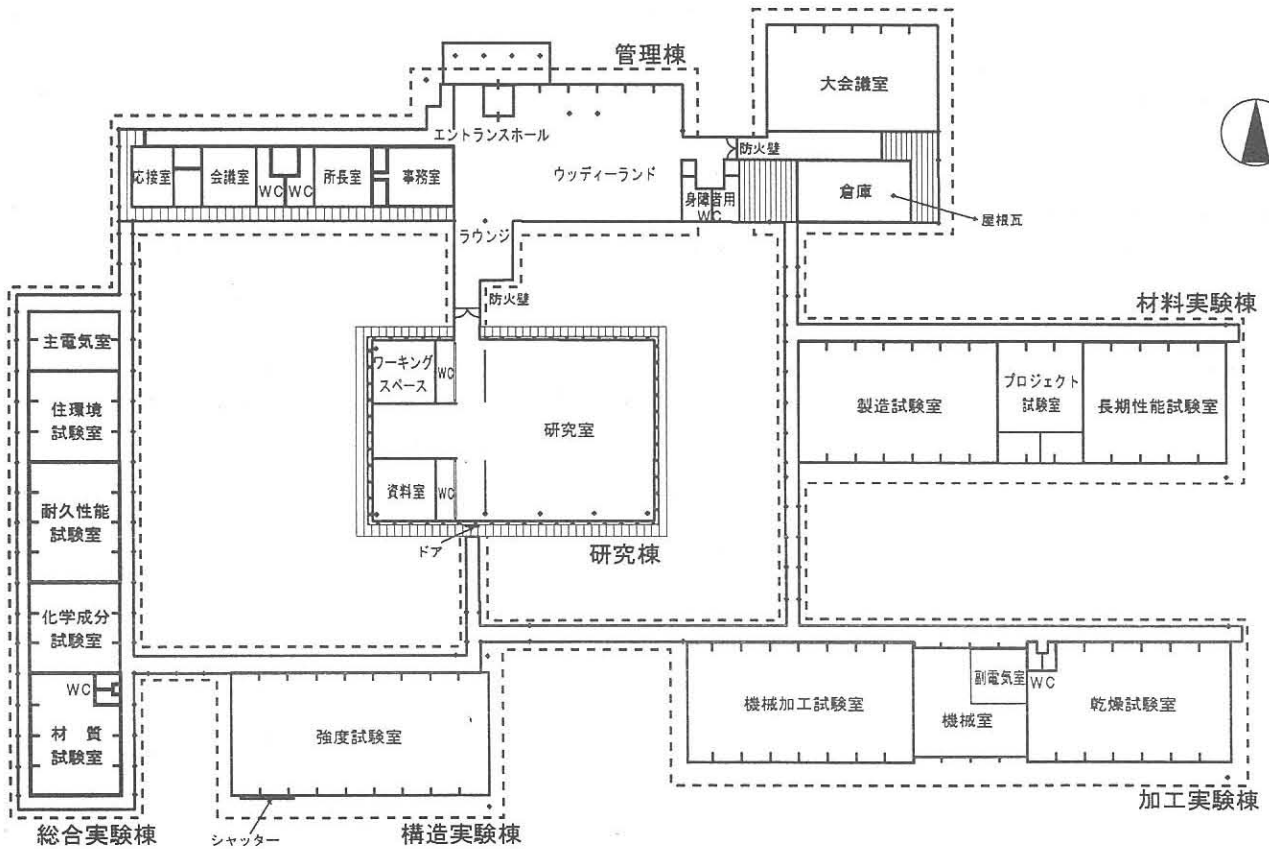 管理棟
大会議室
防火壁
エントランスホール
ウッディーランド
応接室
会議室
WC
WC
所長室
事務室
身障者用
WC
倉庫
屋根瓦
ラウンジ
防火壁
材料実験棟
主電気室
ワーキング
スペース
WC
プロジェクト
試験室
製造試験室
長期性能試験室
住環境
試験室
研究室
資料室
WC
耐久性能
試験室
ドア
研究棟
化学成分
試験室
WC
材質
試験室
強度試験室
機械加工試験室
副電気室
WC
機械室
乾燥試験室
加工実験棟
総合実験棟
シャッター
構造実験棟